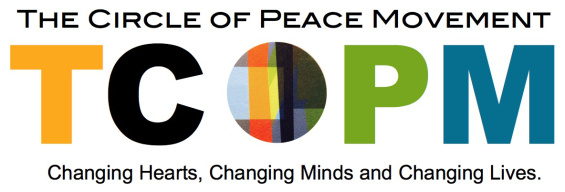 THE CIRCLE OF PEACE MOVEMENT
TCOPM
Changing Hearts, Changing Minds and Changing Lives.